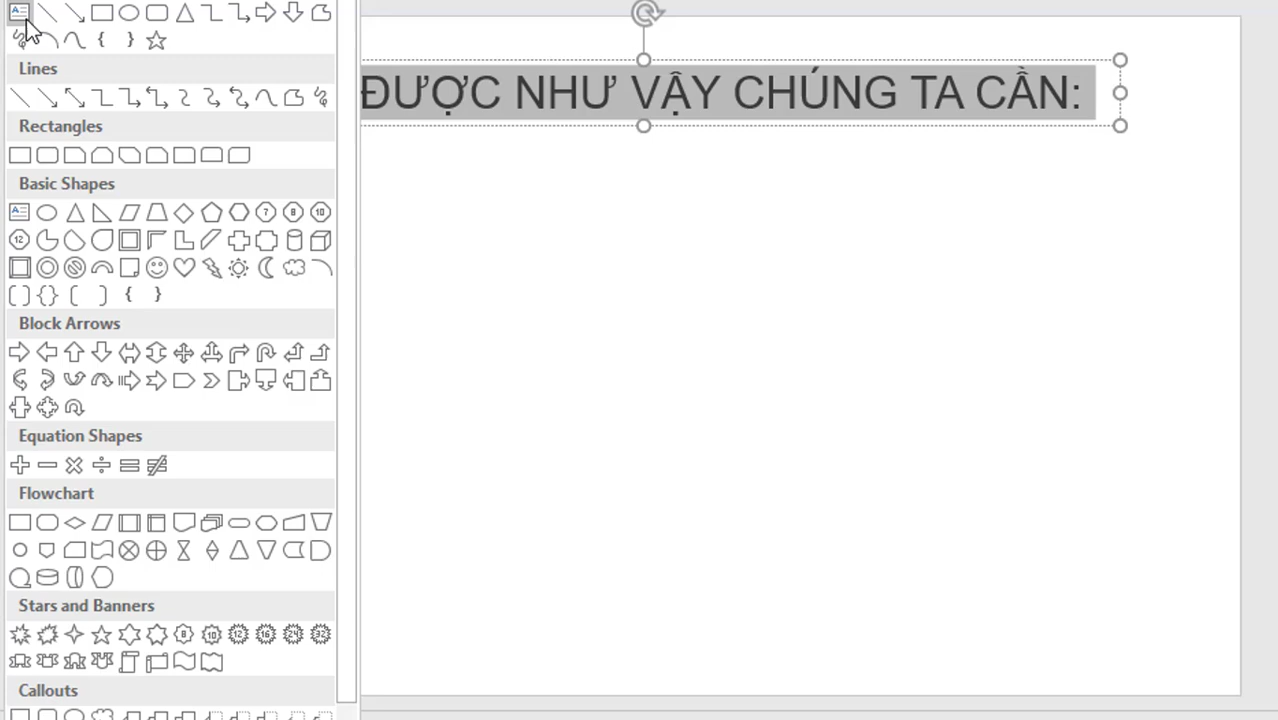 ĐƯỢC NHƯ VẬY CHÚNG TA CẦN:
Lines
Rectangles
Basic Shapes
Block Arrows
Equation Shapes
Flowchart
Stars and Banners
Callouts